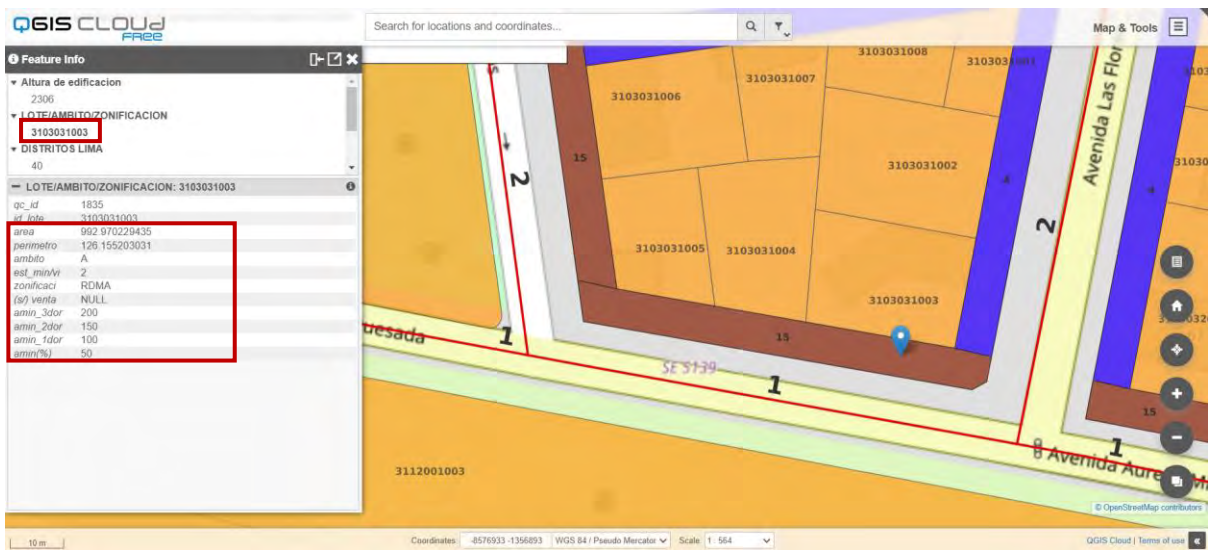 QGIS CLOUD
FREE
Search for locations and coordinates...
Map & Tools
Feature Info
Altura de edificacion
2306
LOTE/AMBITO/ZONIFICACION
3103031003
DISTRITOS LIMA
40
LOTE/AMBITO/ZONIFICACION: 3103031003
qc_id 1835
id_lote 3103031003
area 992.970229435
perimetro 126.155203031
ambito A
est_min/vi 2
zonificaci RDMA
(s/) venta NULL
amin_3dor 200
amin_2dor 150
amin_1dor 100
amin(%) 50
3103031008
3103031007
3103031006
15
3103031002
4
4
Avenida Las Flor
2
2
3103031005
3103031004
3103031003
15
uesada
1
SE 5139
1
15
1
Avenida Aure
3112001003
© OpenStreetMap contributors
10 m
Coordinates -8576933 -1356893 WGS 84 / Pseudo Mercator Scale 1 : 564
QGIS Cloud | Terms of use